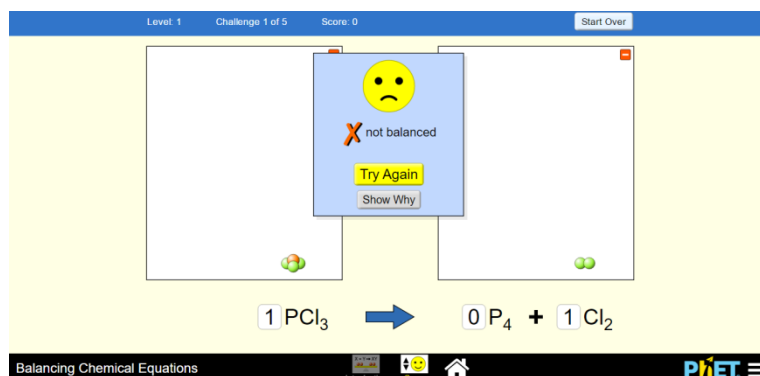 Level: 1 Challenge 1 of 5 Score: 0 Start Over
not balanced
Try Again
Show Why
1 PCl₃ 0 P₄ + 1 Cl₂
Balancing Chemical Equations PhET